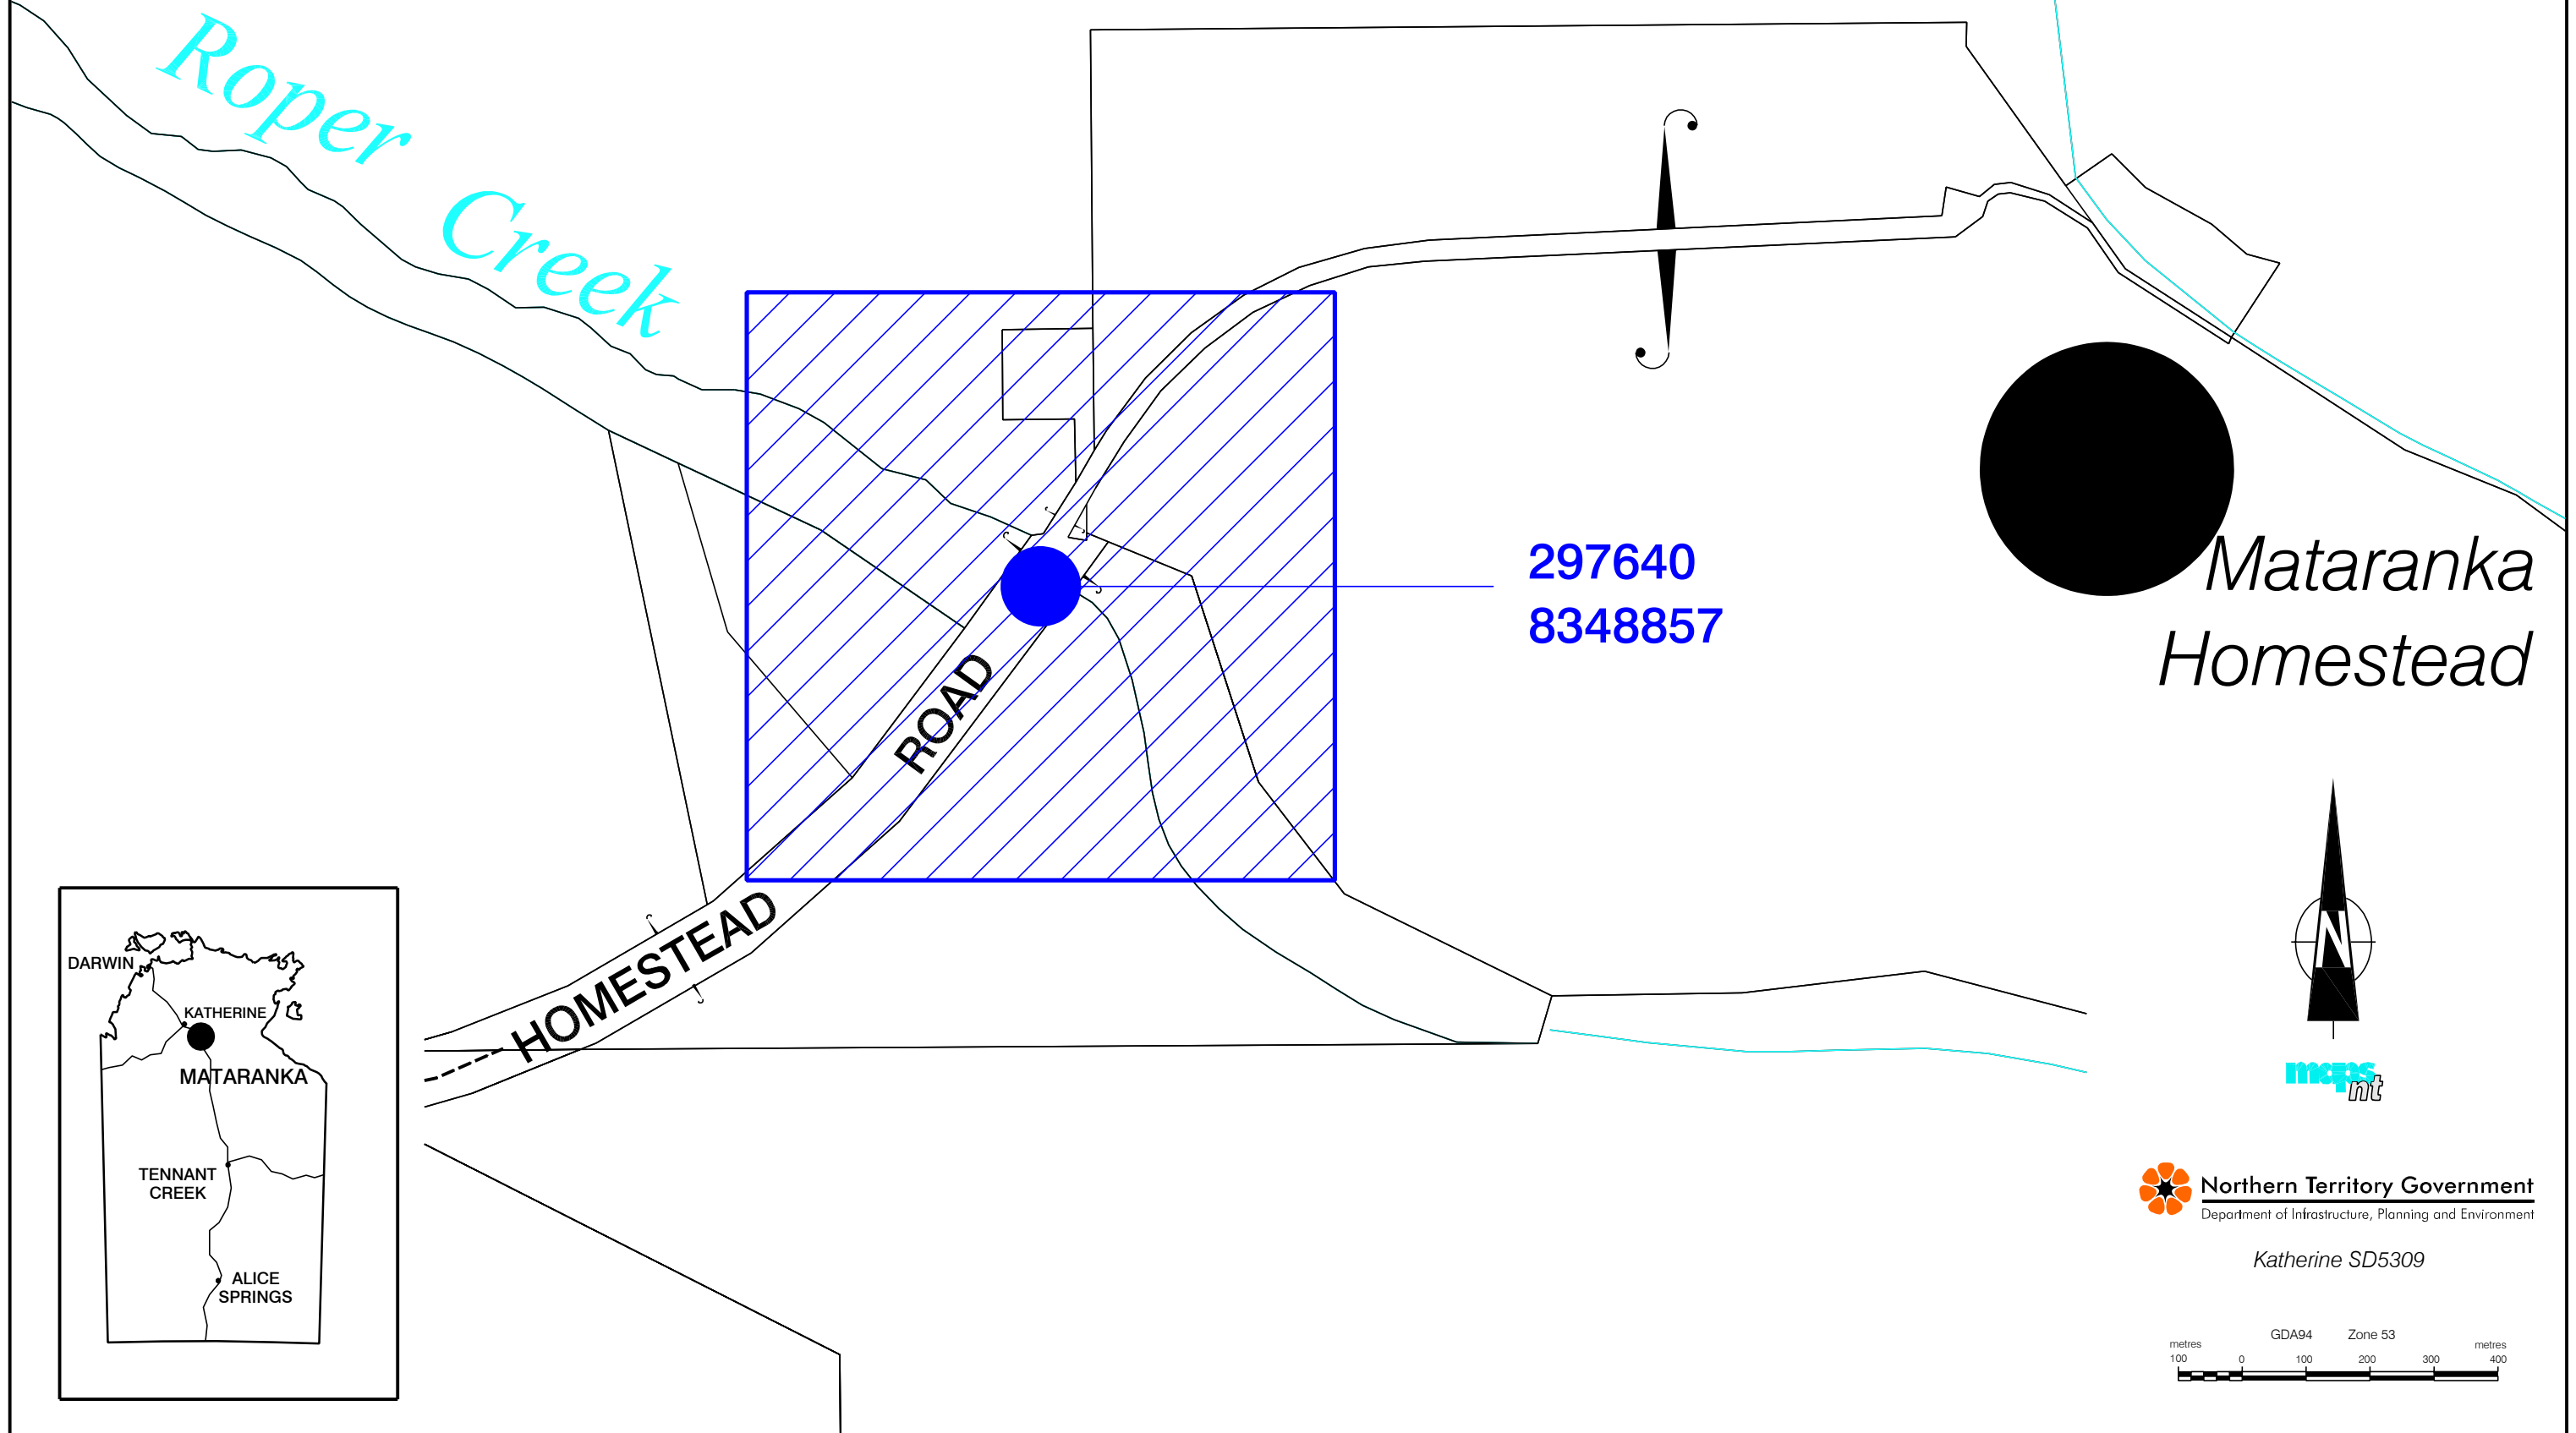 Roper
Creek
297640
8348857
Mataranka
Homestead
ROAD
HOMESTEAD
DARWIN
KATHERINE
MATARANKA
TENNANT
CREEK
ALICE
SPRINGS
N
maps
nt
Northern Territory Government
Department of Infrastructure, Planning and Environment
Katherine SD5309
GDA94 Zone 53
metres metres
100 0 100 200 300 400